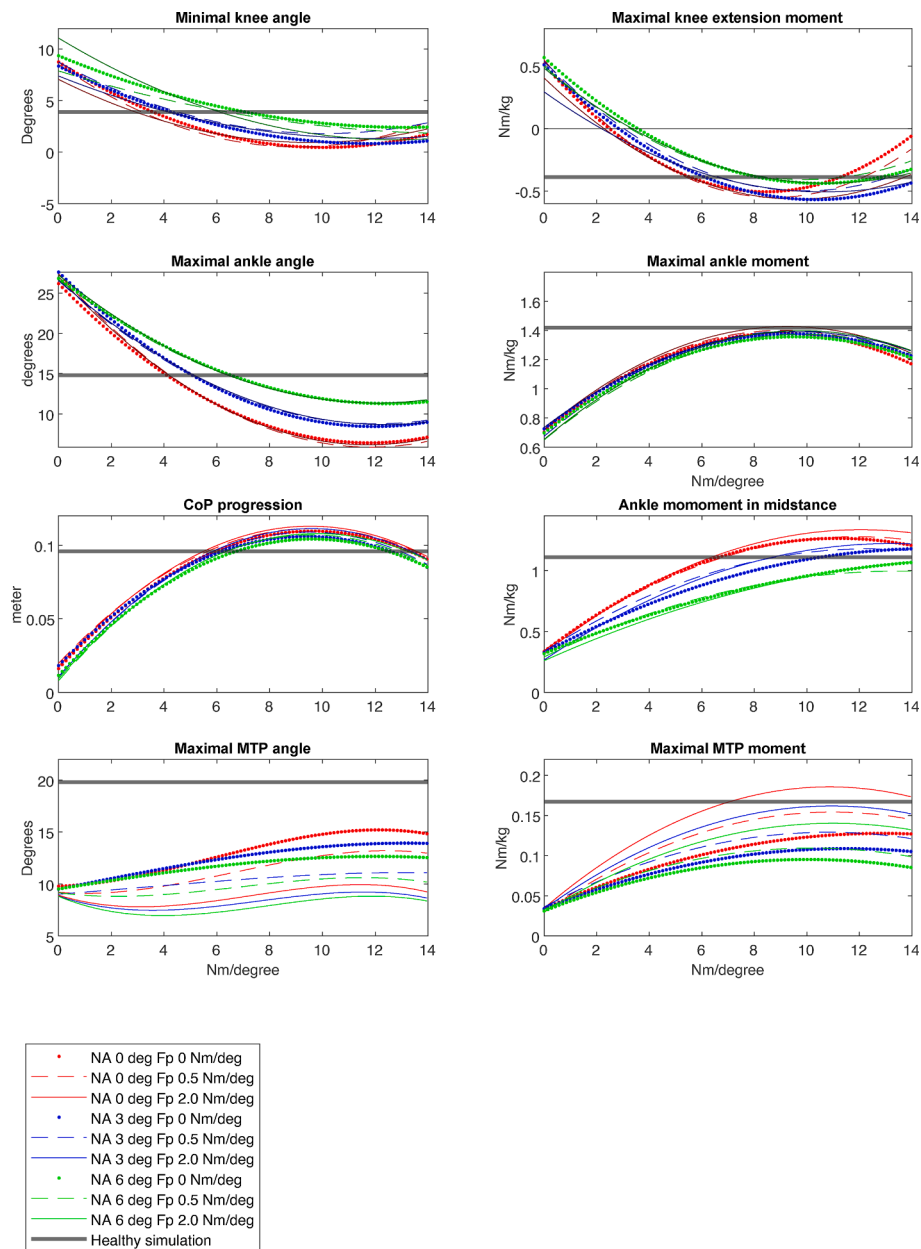 Minimal knee angle
Degrees
10
5
0
-5
0 2 4 6 8 10 12 14
Maximal knee extension moment
Nm/kg
0.5
0
-0.5
0 2 4 6 8 10 12 14
Maximal ankle angle
degrees
25
20
15
10
0 2 4 6 8 10 12 14
Maximal ankle moment
Nm/kg
1.6
1.4
1.2
1
0.8
0.6
0 2 4 6 8 10 12 14
Nm/degree
CoP progression
meter
0.1
0.05
0
0 2 4 6 8 10 12 14
Ankle momoment in midstance
Nm/kg
1
0.5
0
0 2 4 6 8 10 12 14
Maximal MTP angle
Degrees
20
15
10
5
0 2 4 6 8 10 12 14
Nm/degree
Maximal MTP moment
Nm/kg
0.2
0.15
0.1
0.05
0
0 2 4 6 8 10 12 14
Nm/degree
NA 0 deg Fp 0 Nm/deg
NA 0 deg Fp 0.5 Nm/deg
NA 0 deg Fp 2.0 Nm/deg
NA 3 deg Fp 0 Nm/deg
NA 3 deg Fp 0.5 Nm/deg
NA 3 deg Fp 2.0 Nm/deg
NA 6 deg Fp 0 Nm/deg
NA 6 deg Fp 0.5 Nm/deg
NA 6 deg Fp 2.0 Nm/deg
Healthy simulation